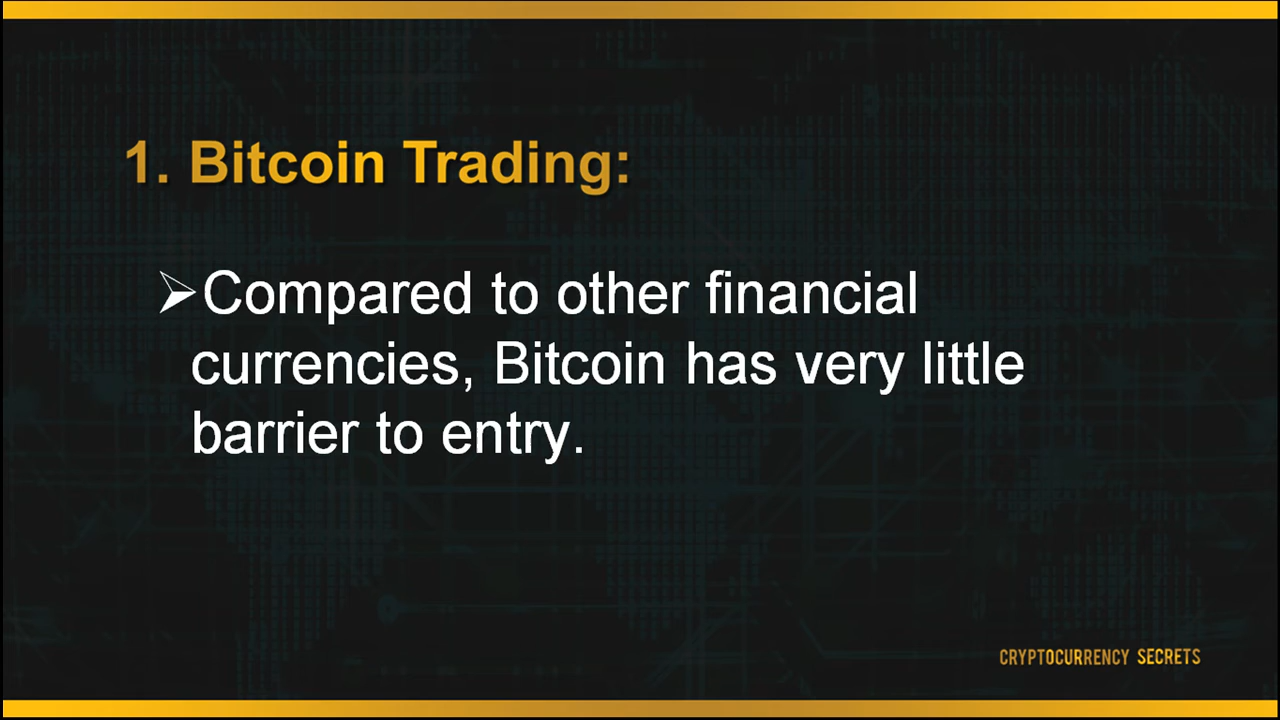 1. Bitcoin Trading:
➢Compared to other financial
currencies, Bitcoin has very little
barrier to entry.
CRYPTOCURRENCY SECRETS